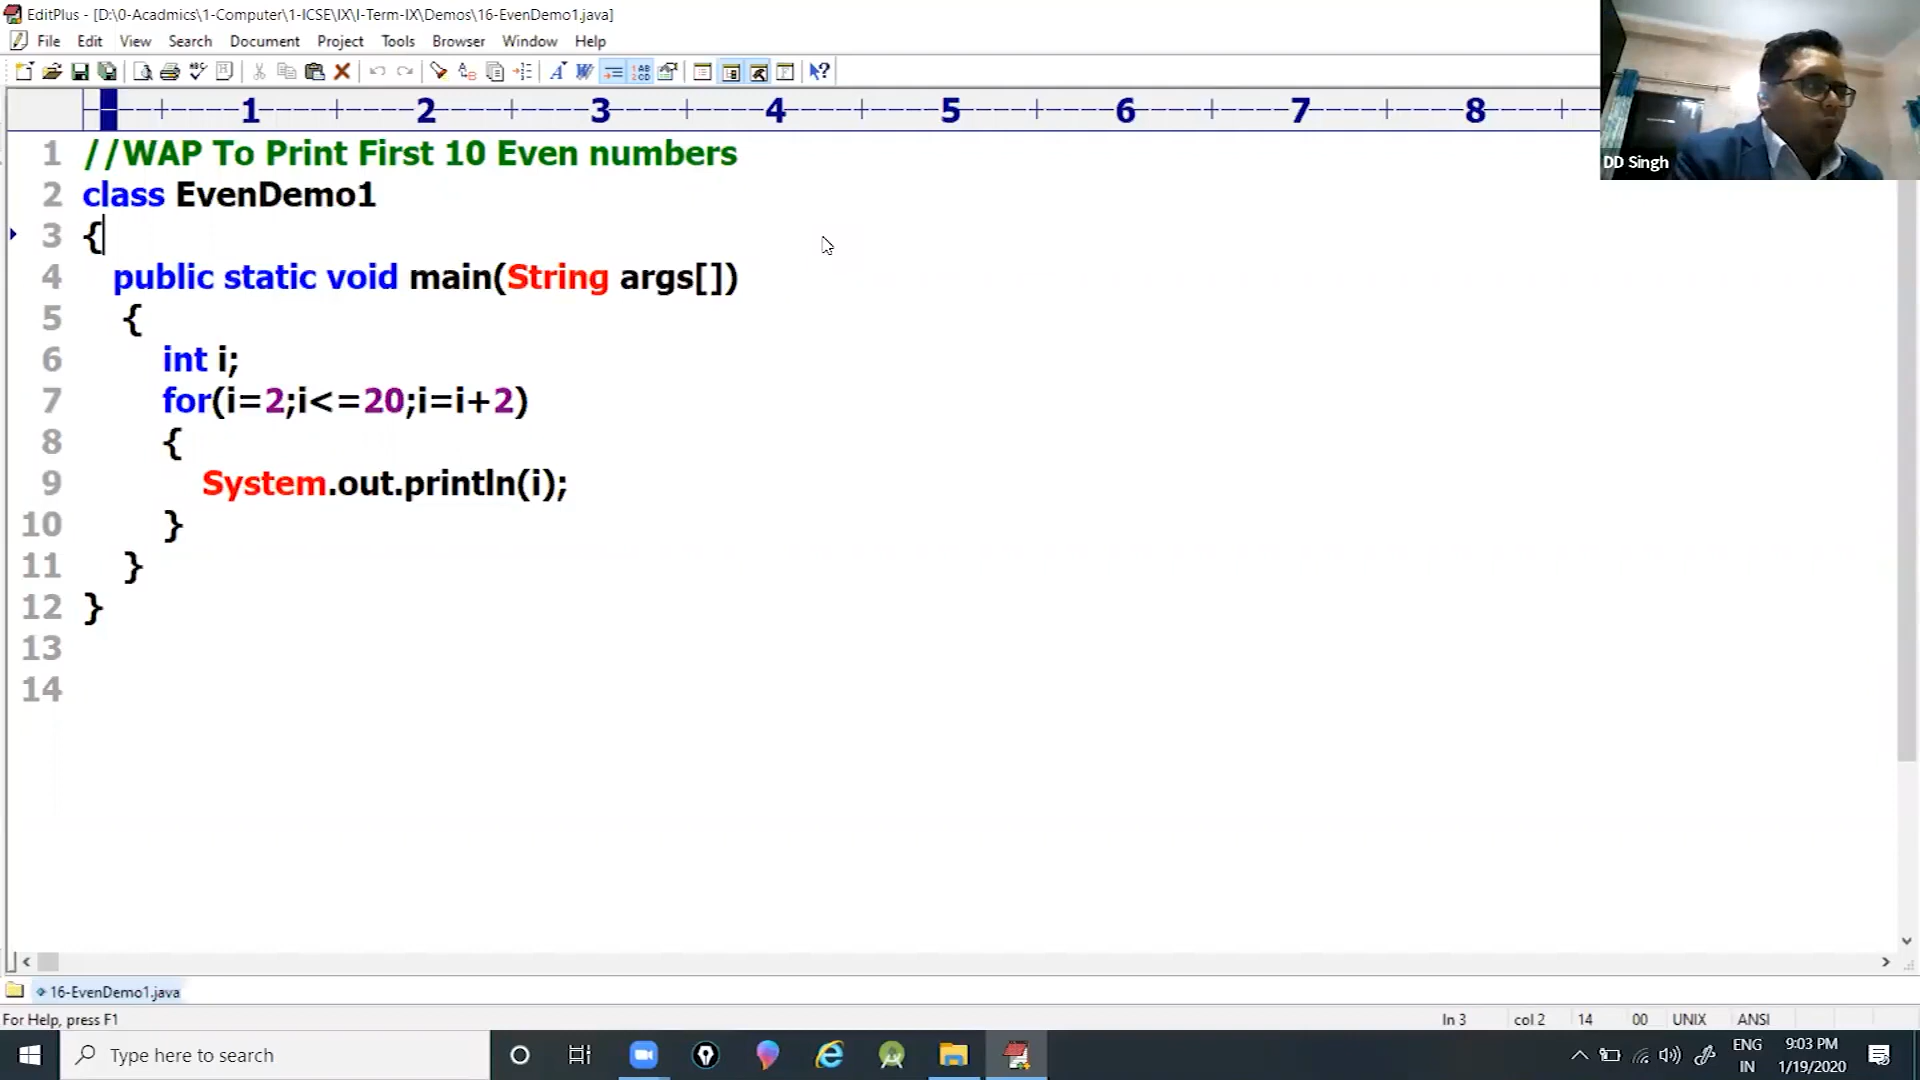 EditPlus - [D:\0-Acadmics\1-Computer\1-ICSE\IX\I-Term-IX\Demos\16-EvenDemo1.java]
File Edit View Search Document Project Tools Browser Window Help
1 2 3 4 5 6 7 8
DD Singh
1 //WAP To Print First 10 Even numbers
2 class EvenDemo1
3 {
4 public static void main(String args[])
5 {
6 int i;
7 for(i=2;i<=20;i=i+2)
8 {
9 System.out.println(i);
10 }
11 }
12 }
13
14
16-EvenDemo1.java
For Help, press F1 ln 3 col 2 14 00 UNIX ANSI
Type here to search
ENG
IN
9:03 PM
1/19/2020